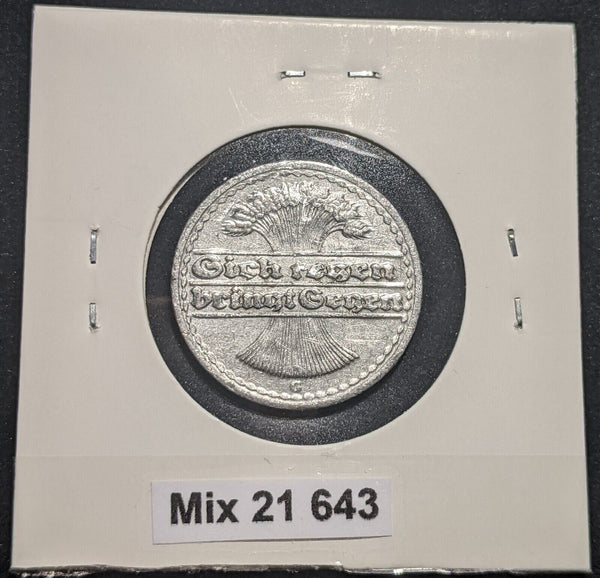 Sich regen
bringt Segen
G
Mix 21 643